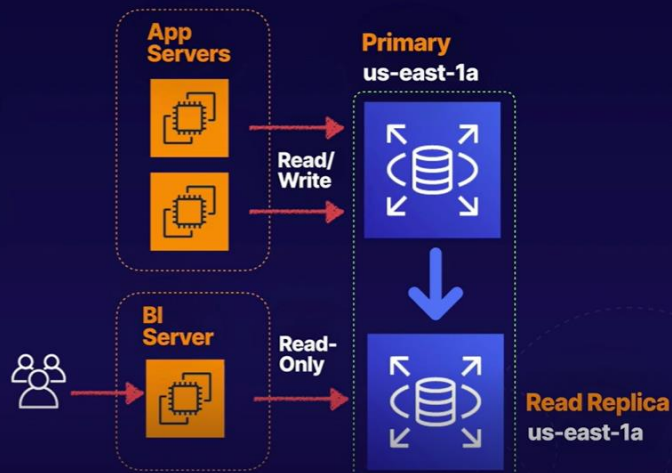 App
Servers
Primary
us-east-1a
Read/
Write
BI
Server
Read-
Only
Read Replica
us-east-1a